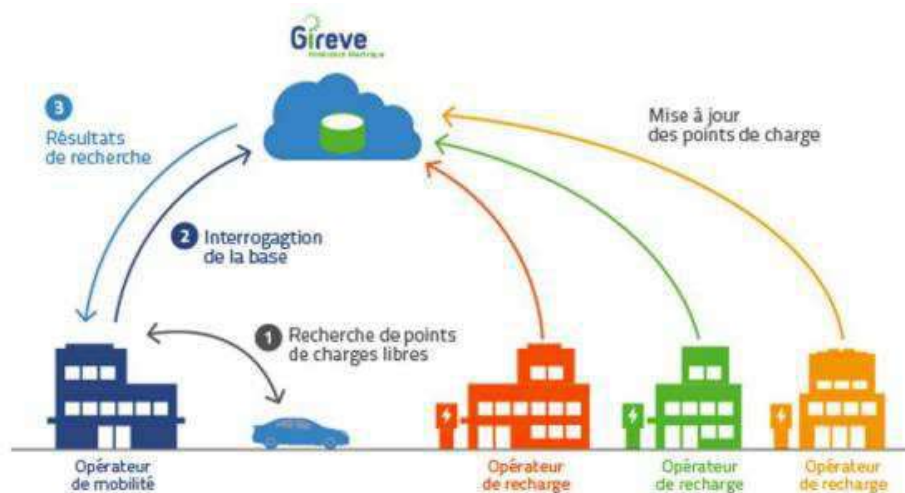 Gireve
3
Résultats
de recherche
Mise à jour
des points de charge
2 Interrogagtion
de la base
1 Recherche de points
de charges libres
Opérateur
de mobilité
Opérateur
de recharge
Opérateur
de recharge
Opérateur
de recharge